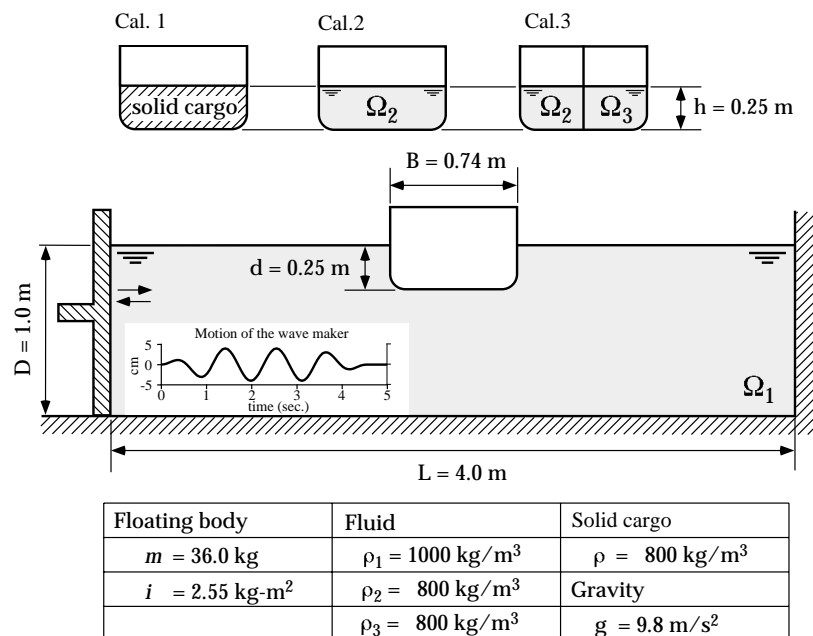 Cal. 1 Cal.2 Cal.3
solid cargo Ω₂ Ω₂ Ω₃ h = 0.25 m
B = 0.74 m
d = 0.25 m
D = 1.0 m
Motion of the wave maker
cm
5
0
-5
0 1 2 3 4 5
time (sec.)
Ω₁
L = 4.0 m
Floating body Fluid Solid cargo
m = 36.0 kg ρ₁ = 1000 kg/m³ ρ = 800 kg/m³
i = 2.55 kg-m² ρ₂ = 800 kg/m³ Gravity
ρ₃ = 800 kg/m³ g = 9.8 m/s²